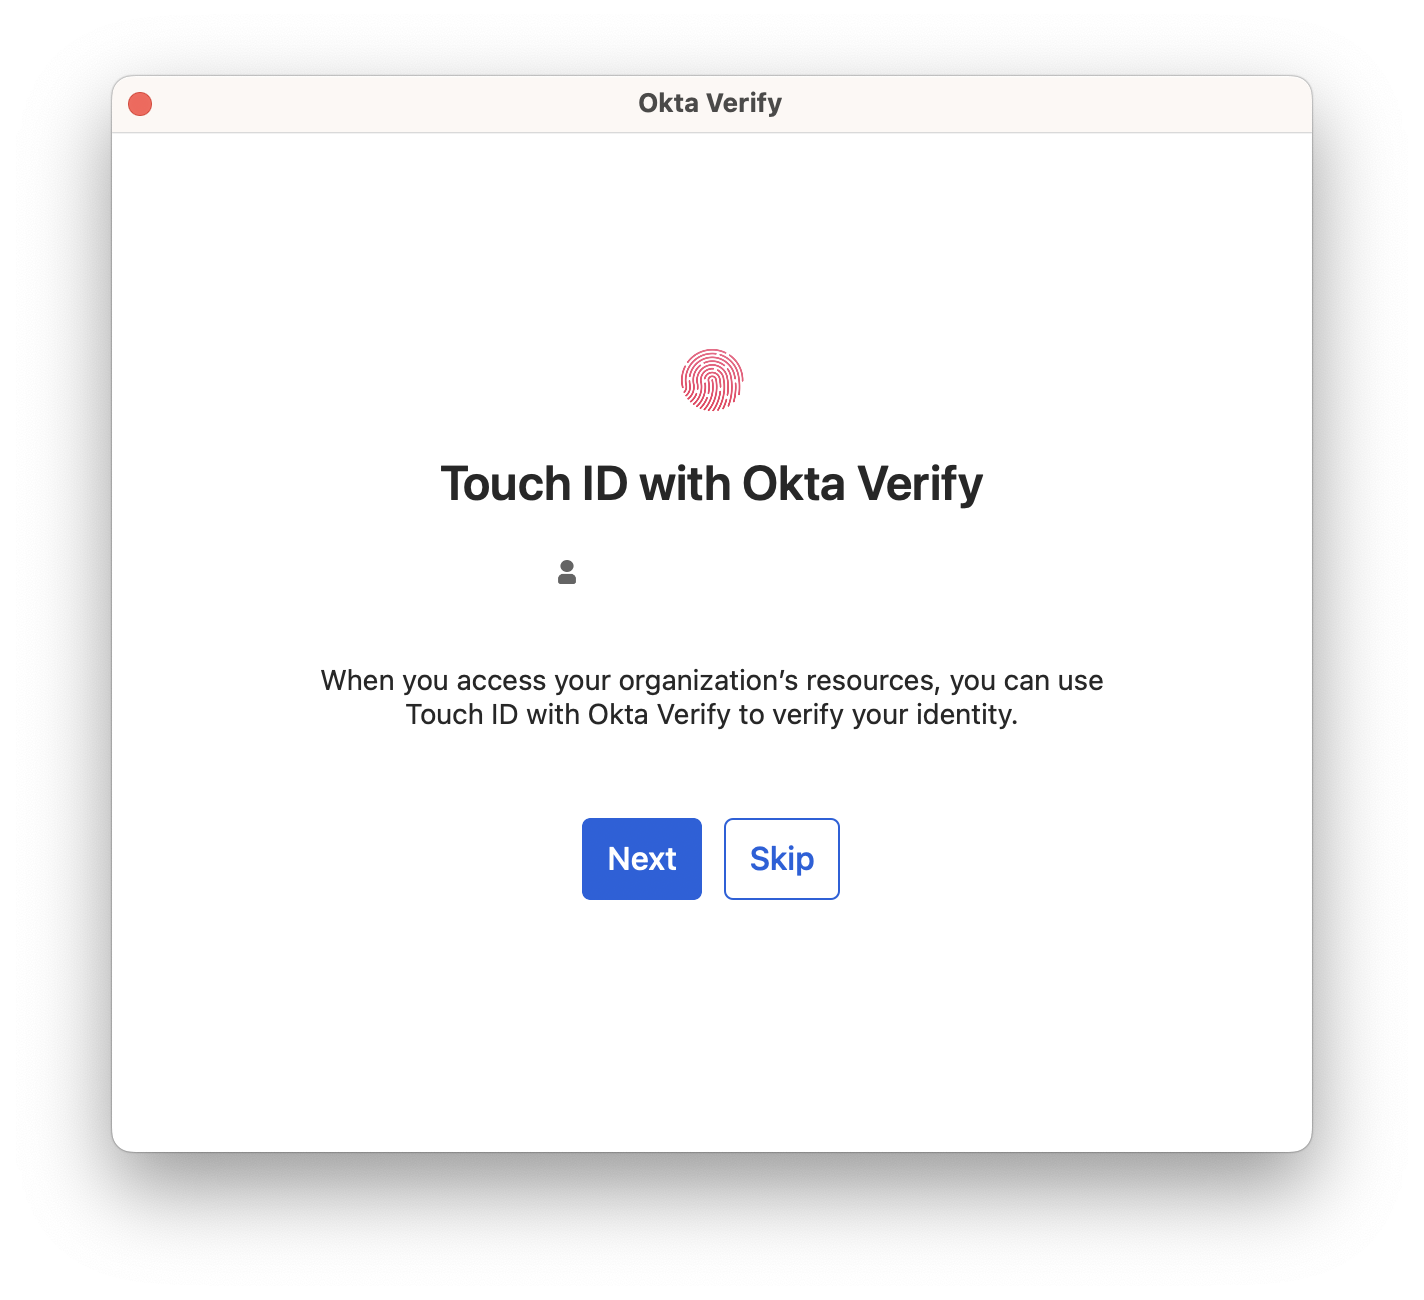 Okta Verify
Touch ID with Okta Verify
When you access your organization’s resources, you can use
Touch ID with Okta Verify to verify your identity.
Next
Skip